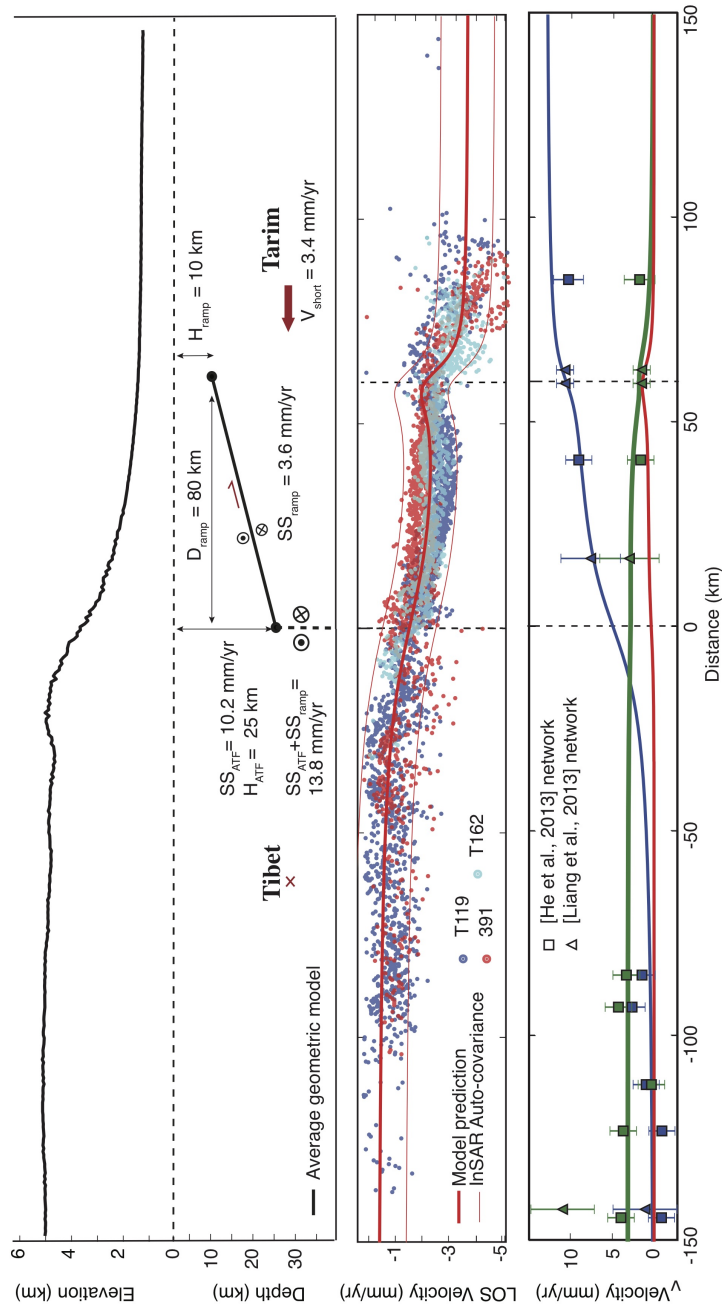 Elevation (km)
6
4
2
0
H_ramp = 10 km
D_ramp = 80 km
Tarim
V_short = 3.4 mm/yr
SS_ramp = 3.6 mm/yr
SS_ATF = 10.2 mm/yr
H_ATF = 25 km
SS_ATF+SS_ramp =
13.8 mm/yr
Tibet
Average geometric model
Depth (km)
10
20
30
LOS Velocity (mm/yr)
-1
-3
-5
T119
391
T162
Model prediction
InSAR Auto-covariance
Velocity (mm/yr)
10
5
0
[He et al., 2013] network
[Liang et al., 2013] network
-150
-100
-50
0
50
100
150
Distance (km)